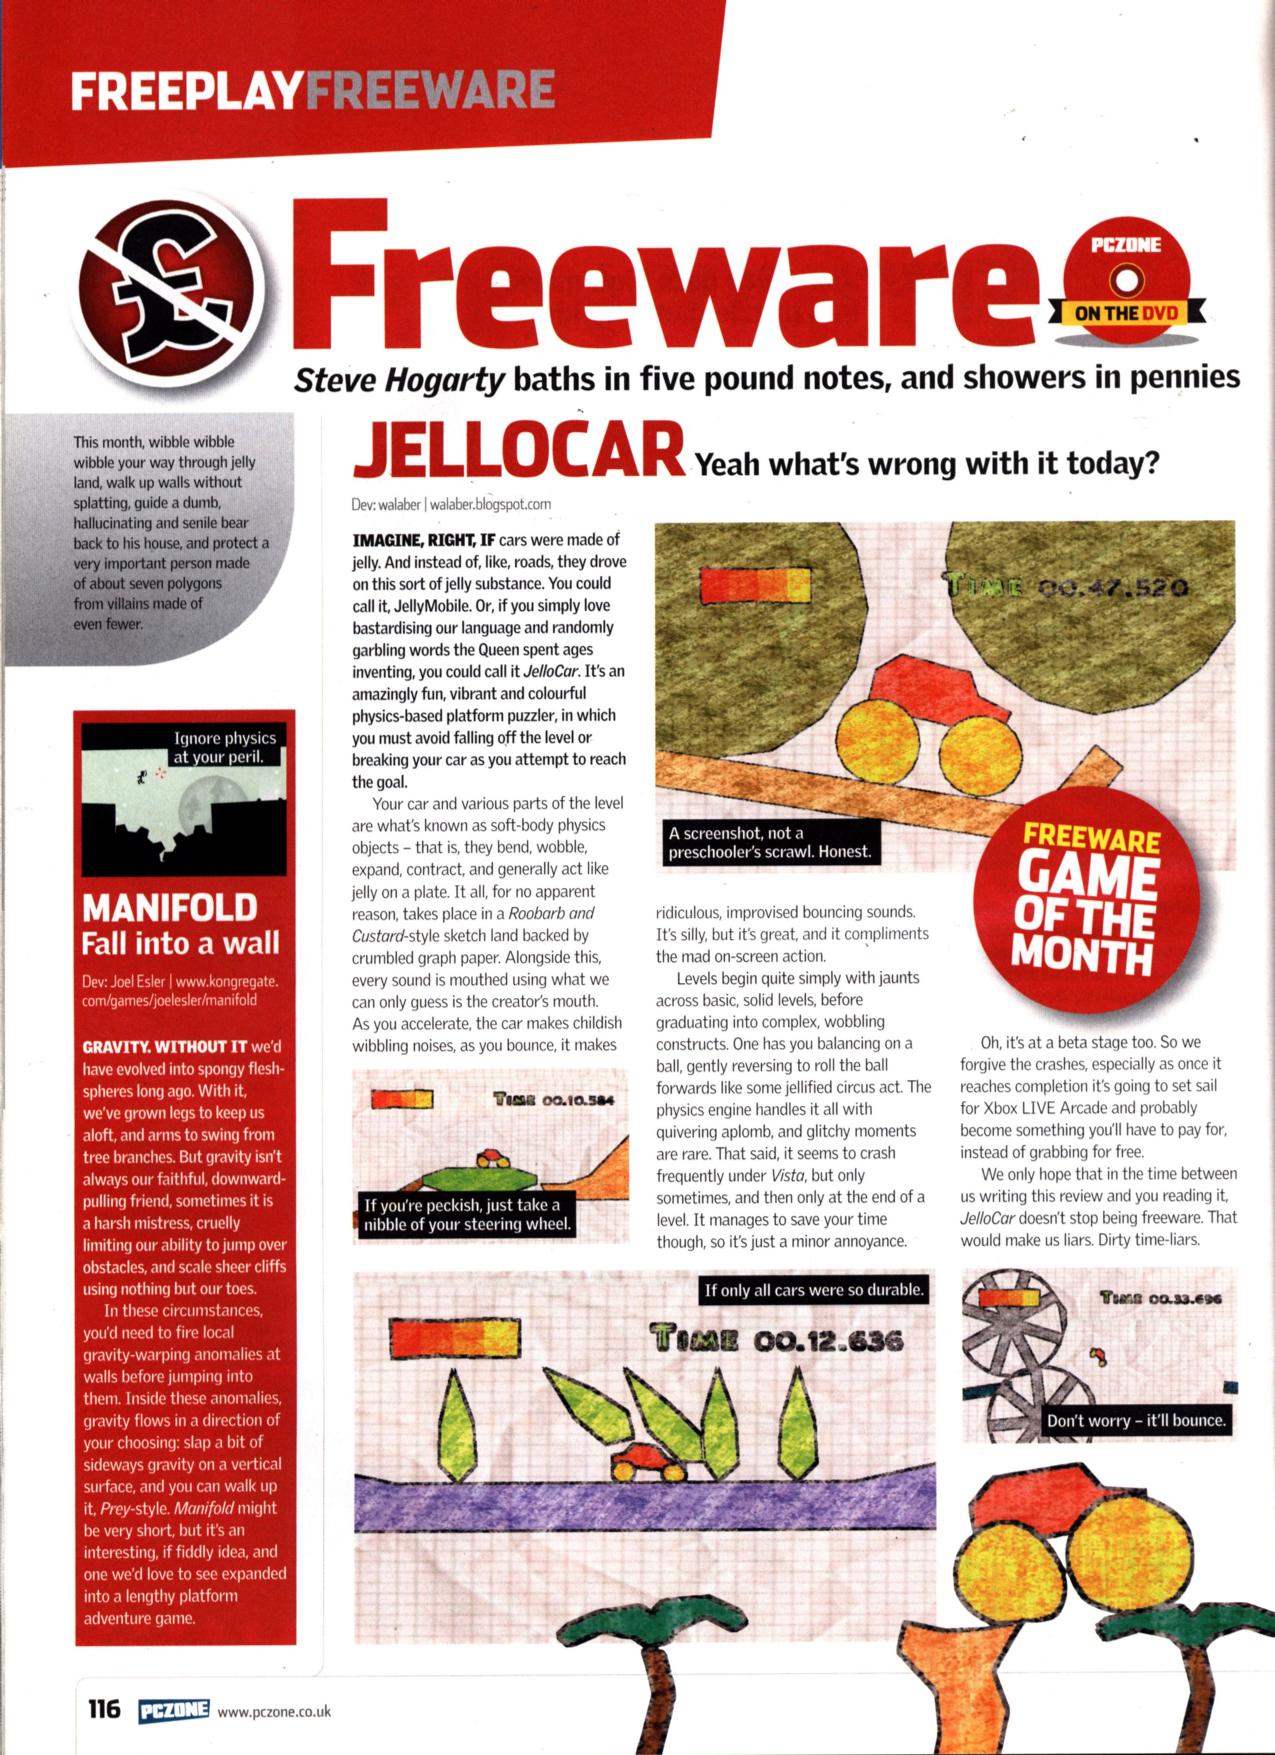 FREEPLAYFREEWARE
Freeware
PCZONE
ON THE DVD
Steve Hogarty baths in five pound notes, and showers in pennies
This month, wibble wibble
wibble your way through jelly
land, walk up walls without
splatting, guide a dumb,
hallucinating and senile bear
back to his house, and protect a
very important person made
of about seven polygons
from villains made of
even fewer.
Ignore physics
at your peril.
MANIFOLD
Fall into a wall
Dev: Joel Esler | www.kongregate.
com/games/joelesler/manifold
GRAVITY. WITHOUT IT we'd
have evolved into spongy flesh-
spheres long ago. With it,
we've grown legs to keep us
aloft, and arms to swing from
tree branches. But gravity isn't
always our faithful, downward-
pulling friend, sometimes it is
a harsh mistress, cruelly
limiting our ability to jump over
obstacles, and scale sheer cliffs
using nothing but our toes.
In these circumstances,
you'd need to fire local
gravity-warping anomalies at
walls before jumping into
them. Inside these anomalies,
gravity flows in a direction of
your choosing: slap a bit of
sideways gravity on a vertical
surface, and you can walk up
it, Prey-style. Manifold might
be very short, but it's an
interesting, if fiddly idea, and
one we'd love to see expanded
into a lengthy platform
adventure game.
JELLOCAR Yeah what's wrong with it today?
Dev: walaber | walaber.blogspot.com
IMAGINE, RIGHT, IF cars were made of
jelly. And instead of, like, roads, they drove
on this sort of jelly substance. You could
call it, JellyMobile. Or, if you simply love
bastardising our language and randomly
garbling words the Queen spent ages
inventing, you could call it JelloCar. It's an
amazingly fun, vibrant and colourful
physics-based platform puzzler, in which
you must avoid falling off the level or
breaking your car as you attempt to reach
the goal.
Your car and various parts of the level
are what's known as soft-body physics
objects – that is, they bend, wobble,
expand, contract, and generally act like
jelly on a plate. It all, for no apparent
reason, takes place in a Roobarb and
Custard-style sketch land backed by
crumbled graph paper. Alongside this,
every sound is mouthed using what we
can only guess is the creator's mouth.
As you accelerate, the car makes childish
wibbling noises, as you bounce, it makes
TIME 00.10.584
If you're peckish, just take a
nibble of your steering wheel.
TIME 00.47.520
A screenshot, not a
preschooler's scrawl. Honest.
FREEWARE
GAME
OF THE
MONTH
ridiculous, improvised bouncing sounds.
It's silly, but it's great, and it compliments
the mad on-screen action.
Levels begin quite simply with jaunts
across basic, solid levels, before
graduating into complex, wobbling
constructs. One has you balancing on a
ball, gently reversing to roll the ball
forwards like some jellified circus act. The
physics engine handles it all with
quivering aplomb, and glitchy moments
are rare. That said, it seems to crash
frequently under Vista, but only
sometimes, and then only at the end of a
level. It manages to save your time
though, so it's just a minor annoyance.
Oh, it's at a beta stage too. So we
forgive the crashes, especially as once it
reaches completion it's going to set sail
for Xbox LIVE Arcade and probably
become something you'll have to pay for,
instead of grabbing for free.
We only hope that in the time between
us writing this review and you reading it,
JelloCar doesn't stop being freeware. That
would make us liars. Dirty time-liars.
If only all cars were so durable.
TIME 00.12.636
TIME 00.33.696
Don't worry – it'll bounce.
116 PCZONE www.pczone.co.uk